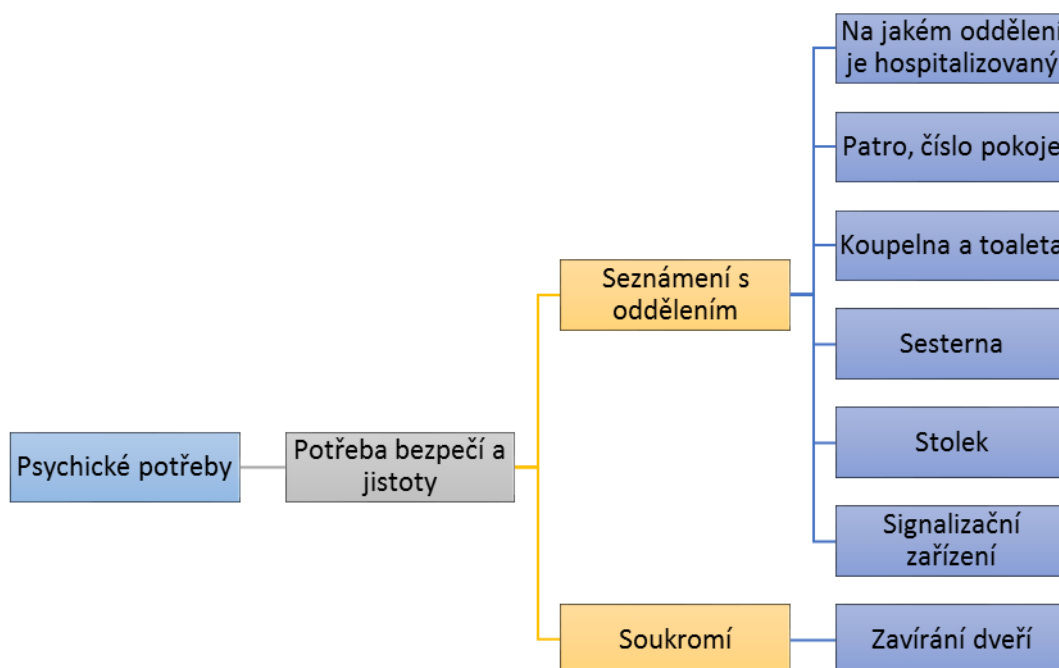 Psychické potřeby
Potřeba bezpečí a
jistoty
Seznámení s
oddělením
Na jakém oddělení
je hospitalizovaný
Patro, číslo pokoje
Koupelna a toaleta
Sesterna
Stolek
Signalizační
zařízení
Soukromí
Zavírání dveří